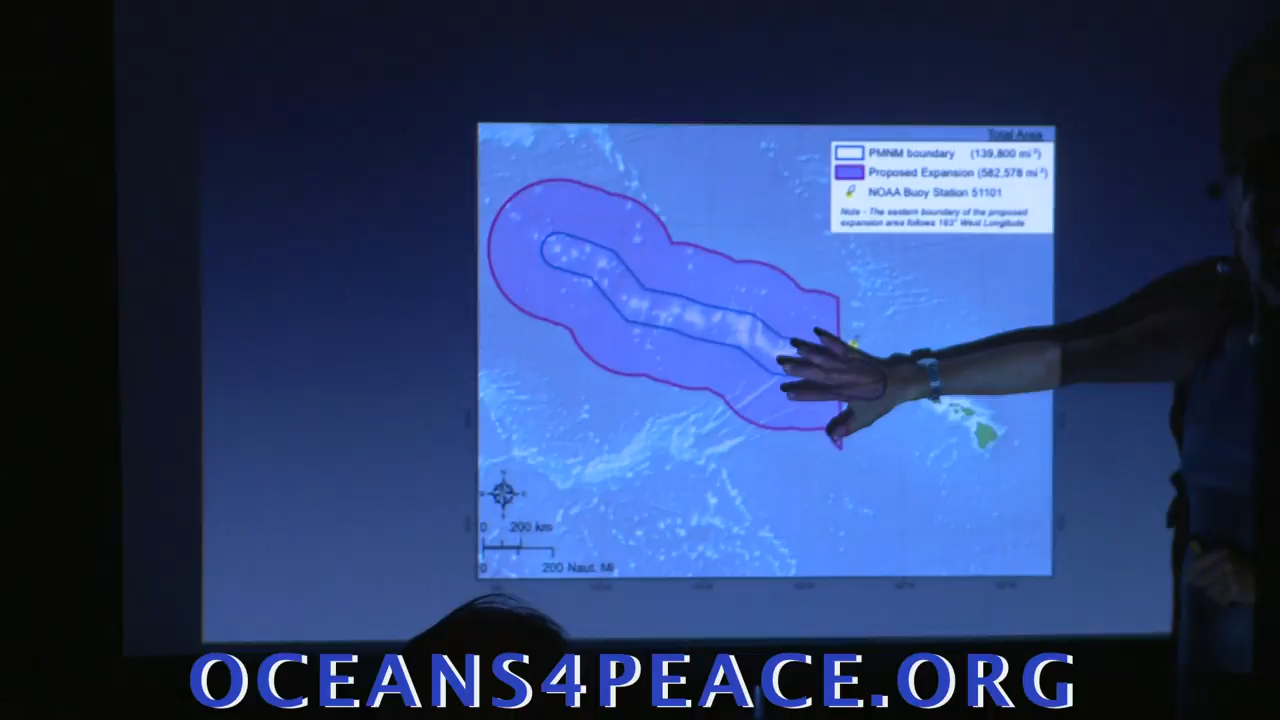 Total Area
PMNM boundary (139,800 mi²)
Proposed Expansion (582,578 mi²)
NOAA Buoy Station 51101
Note - The eastern boundary of the proposed
expansion area follows 163° West Longitude
0 200 km
0 200 Naut. Mi
OCEANS4PEACE.ORG